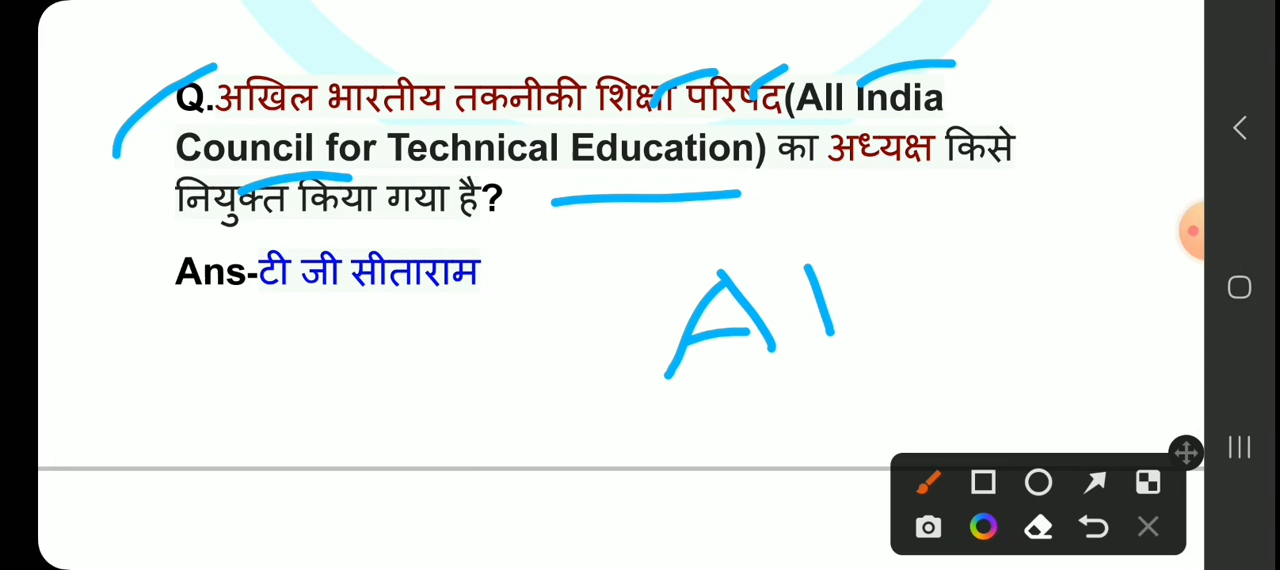 Q.अखिल भारतीय तकनीकी शिक्षा परिषद(All India
Council for Technical Education) का अध्यक्ष किसे
नियुक्त किया गया है?
Ans-टी जी सीताराम
AI